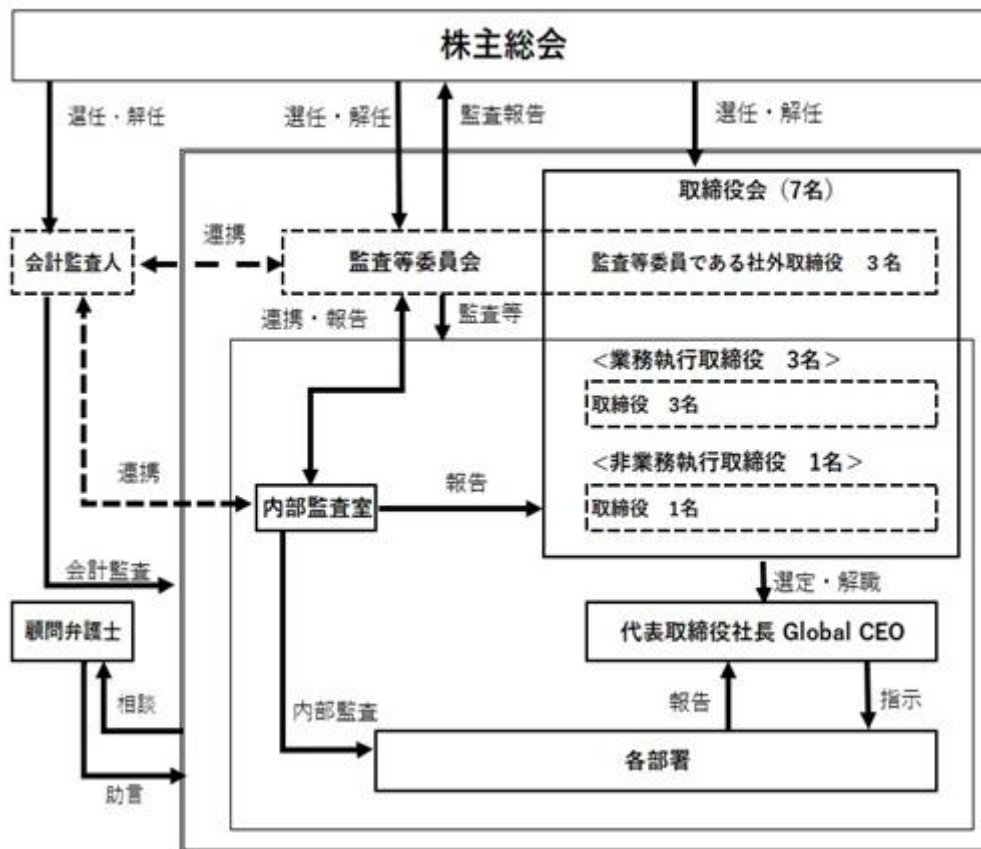 株主総会
選任・解任
選任・解任
監査報告
選任・解任
取締役会（7名）
連携
会計監査人
監査等委員会
監査等委員である社外取締役　3名
連携・報告
監査等
＜業務執行取締役　3名＞
取締役　3名
＜非業務執行取締役　1名＞
連携
報告
内部監査室
取締役　1名
会計監査
選定・解職
顧問弁護士
代表取締役社長 Global CEO
相談
内部監査
報告
指示
各部署
助言